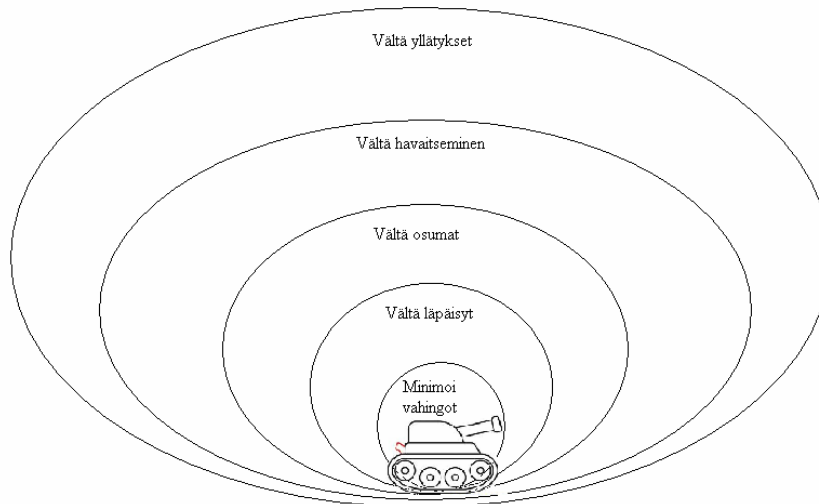 Vältä yllätykset
Vältä havaitseminen
Vältä osumat
Vältä läpäisyt
Minimoi
vahingot